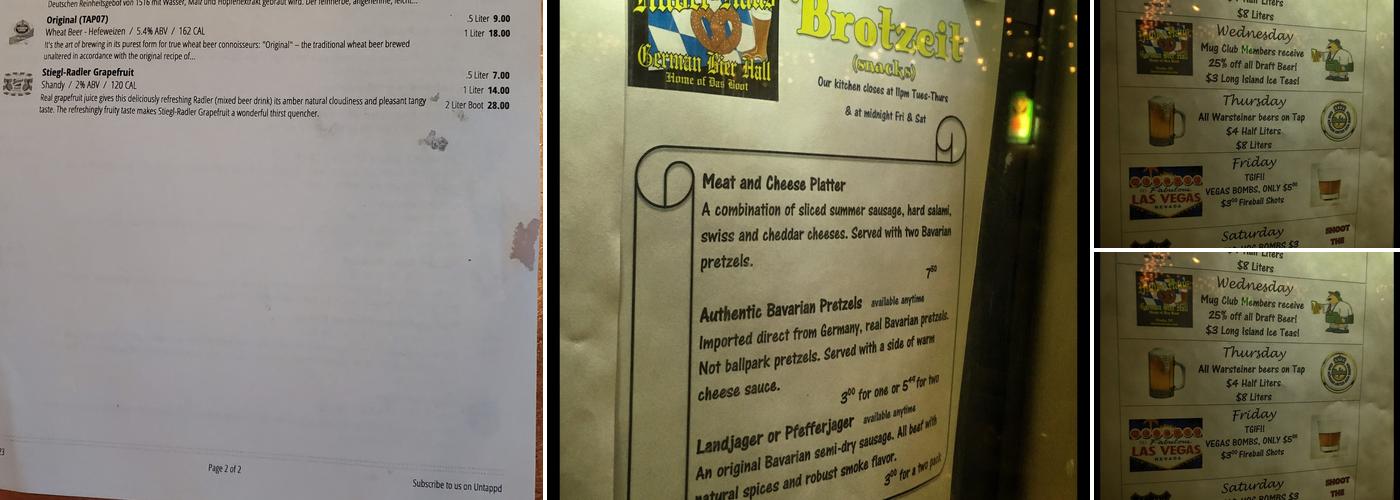 Deutschen Reinheitsgebot von 1516 mit Wasser, Malz und Hopfenextrakt gebraut wird. Der feinherbe, angenehme,
Original (TAP07)
.5 Liter 9.00
Wheat Beer - Hefeweizen / 5.4% ABV / 162 CAL
1 Liter 18.00
It's the art of brewing in its purest form for true wheat beer connoisseurs: "Original" – the traditional wheat beer brewed
unaltered in accordance with the original recipe of...
Stiegl-Radler Grapefruit
.5 Liter 7.00
Shandy / 2% ABV / 120 CAL
1 Liter 14.00
Real grapefruit juice gives this deliciously refreshing Radler (mixed beer drink) its amber natural cloudiness and pleasant tangy
2 Liter Boot 28.00
taste. The refreshingly fruity taste makes Stiegl-Radler Grapefruit a wonderful thirst quencher.
Page 2 of 2
Subscribe to us on Untappd
German Bier Hall
Home of Das Boot
Brotzeit
(snacks)
Our kitchen closes at 11pm Tues-Thurs
& at midnight Fri & Sat
Meat and Cheese Platter
A combination of sliced summer sausage, hard salami,
swiss and cheddar cheeses. Served with two Bavarian
pretzels.
7⁵⁰
Authentic Bavarian Pretzels available anytime
Imported direct from Germany, real Bavarian pretzels.
Not ballpark pretzels. Served with a side of warm
cheese sauce.
3⁰⁰ for one or 5⁴⁹ for two
Landjager or Pfefferjager available anytime
An original Bavarian semi-dry sausage. All beef with
natural spices and robust smoke flavor.
3⁰⁰ for a two pack
$8 Liters
Wednesday
Mug Club Members receive
25% off all Draft Beer!
$3 Long Island Ice Teas!
Thursday
All Warsteiner beers on Tap
$4 Half Liters
$8 Liters
Friday
TGIF!!
VEGAS BOMBS, ONLY $5⁰⁰
$3⁰⁰ Fireball Shots
Fabulous
LAS VEGAS
NEVADA
Saturday
BOMBS $3
SHOOT
THE
Liters
$8 Liters
Wednesday
Mug Club Members receive
25% off all Draft Beer!
$3 Long Island Ice Teas!
Thursday
All Warsteiner beers on Tap
$4 Half Liters
$8 Liters
Friday
TGIF!!
VEGAS BOMBS, ONLY $5⁰⁰
$3⁰⁰ Fireball Shots
Fabulous
LAS VEGAS
NEVADA
Saturday
SHOOT
THE